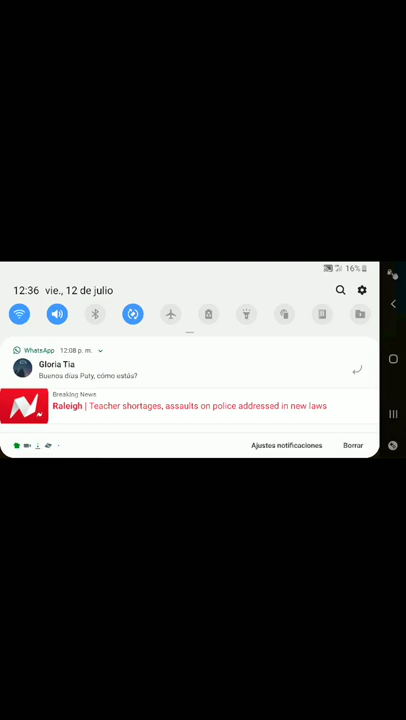 16%
12:36 vie., 12 de julio
WhatsApp 12:08 p. m.
Gloria Tia
Buenos días Puty, cómo estás?
Breaking News
Raleigh | Teacher shortages, assaults on police addressed in new laws
Ajustes notificaciones Borrar